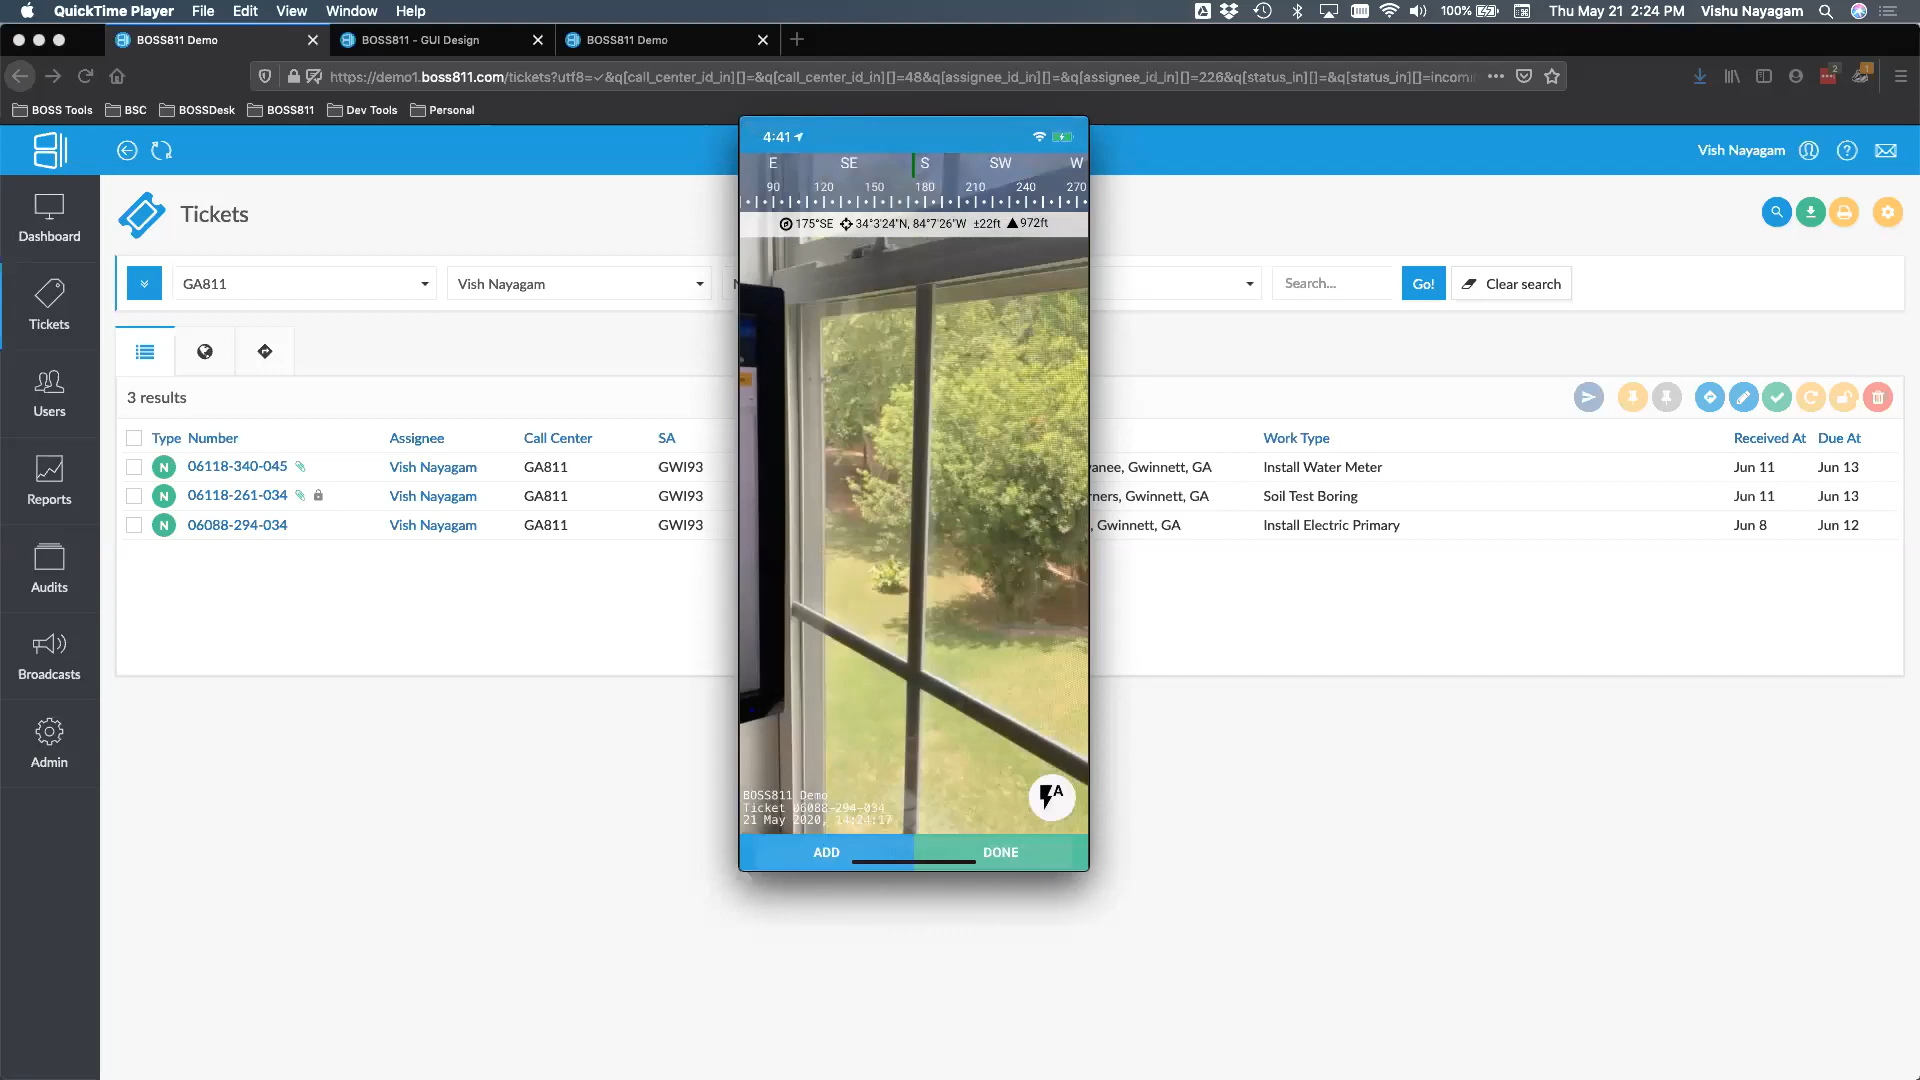 QuickTime Player File Edit View Window Help 100% Thu May 21 2:24 PM Vishu Nayagam
BOSS811 Demo BOSS811 - GUI Design BOSS811 Demo
https://demo1.boss811.com/tickets?utf8=✓&q[call_center_id_in][]=&q[call_center_id_in][]=48&q[assignee_id_in][]=&q[assignee_id_in][]=226&q[status_in][]=&q[status_in][]=incom 2 1
BOSS Tools BSC BOSSDesk BOSS811 Dev Tools Personal
Vish Nayagam
Dashboard
Tickets
Users
Reports
Audits
Broadcasts
Admin
Tickets
GA811 Vish Nayagam Search... Go! Clear search
3 results
Type Number Assignee Call Center SA Work Type Received At Due At
N 06118-340-045 Vish Nayagam GA811 GWI93 anee, Gwinnett, GA Install Water Meter Jun 11 Jun 13
N 06118-261-034 Vish Nayagam GA811 GWI93 ners, Gwinnett, GA Soil Test Boring Jun 11 Jun 13
N 06088-294-034 Vish Nayagam GA811 GWI93 , Gwinnett, GA Install Electric Primary Jun 8 Jun 12
4:41
E SE S SW W
90 120 150 180 210 240 270
175°SE 34°3'24"N, 84°7'26"W ±22ft ▲972ft
BOSS811 Demo
Ticket 06088-294-034
21 May 2020, 14:24:17
A
ADD DONE